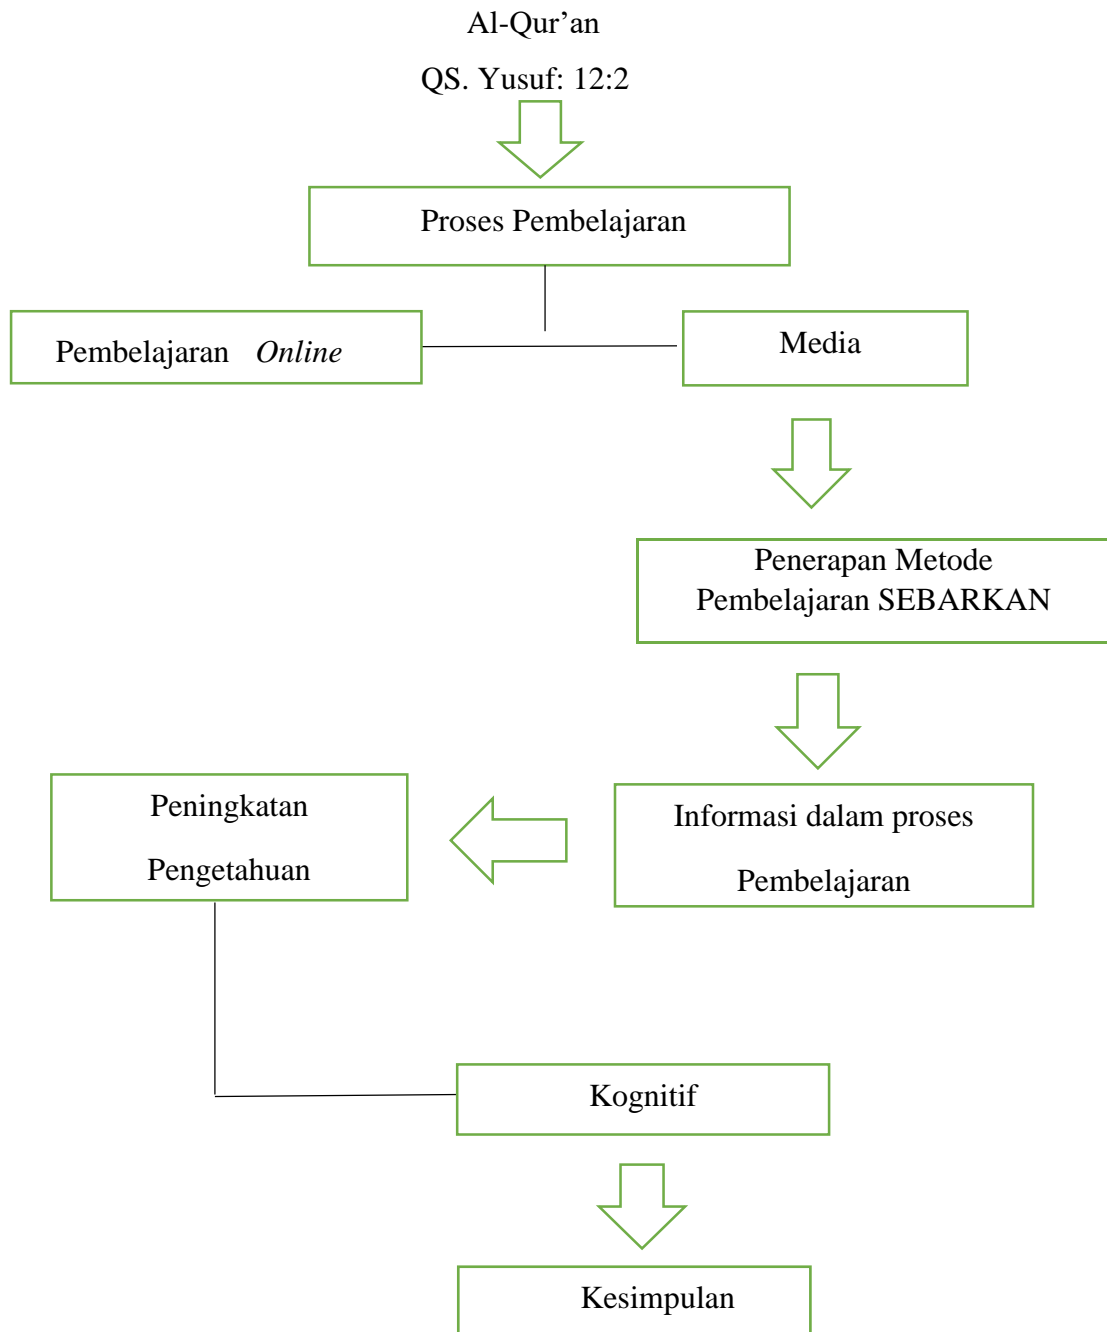 Al-Qur’an
QS. Yusuf: 12:2
Proses Pembelajaran
Pembelajaran Online
Media
Penerapan Metode
Pembelajaran SEBARKAN
Peningkatan
Pengetahuan
Informasi dalam proses
Pembelajaran
Kognitif
Kesimpulan